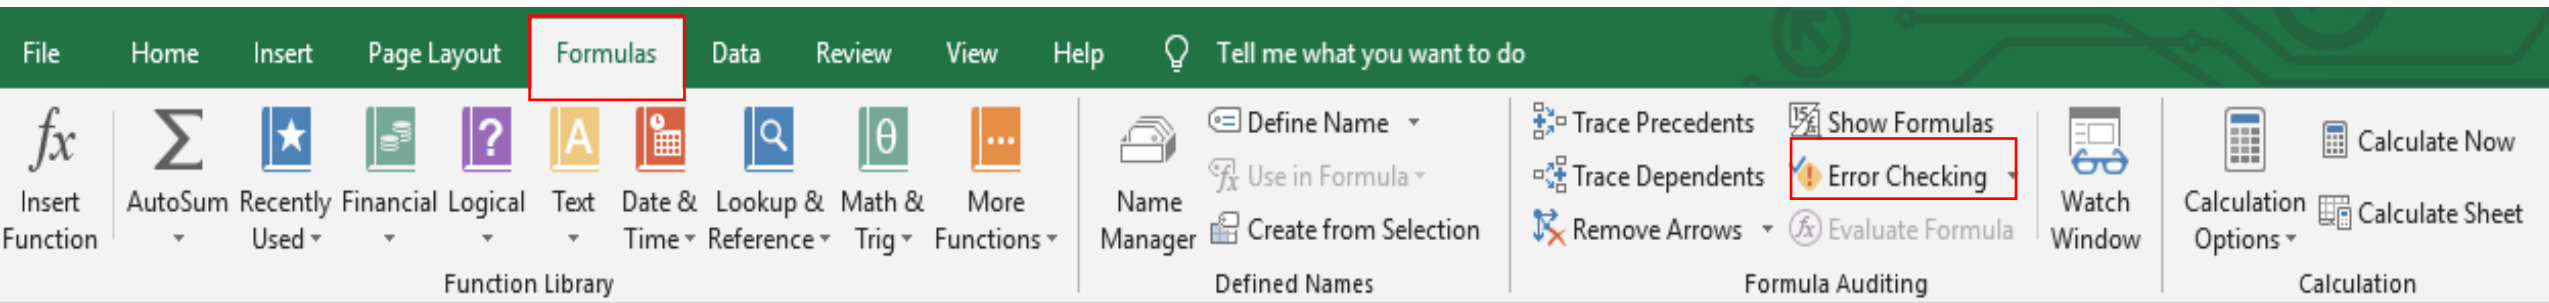 File Home Insert Page Layout Formulas Data Review View Help Tell me what you want to do
fx Insert Function
AutoSum
Recently Used
Financial
Logical
Text
Date & Time
Lookup & Reference
Math & Trig
More Functions
Function Library
Name Manager
Define Name
Use in Formula
Create from Selection
Defined Names
Trace Precedents
Trace Dependents
Remove Arrows
Show Formulas
Error Checking
Evaluate Formula
Watch Window
Formula Auditing
Calculation Options
Calculate Now
Calculate Sheet
Calculation